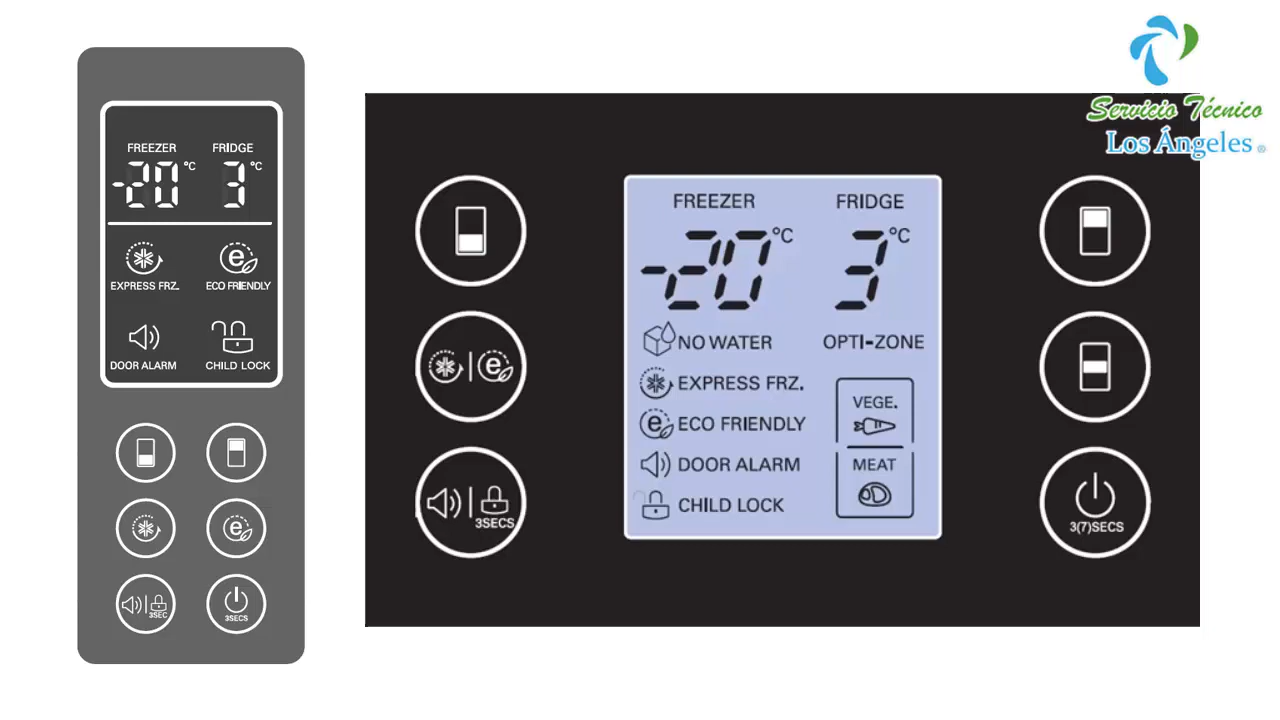 FREEZER FRIDGE
-20 °C 3 °C
EXPRESS FRZ. ECO FRIENDLY
DOOR ALARM CHILD LOCK
3SEC 3SECS
FREEZER FRIDGE
-20 °C 3 °C
NO WATER OPTI-ZONE
EXPRESS FRZ.
VEGE.
ECO FRIENDLY
DOOR ALARM MEAT
CHILD LOCK
3SECS
3(7)SECS
Servicio Técnico
Los Ángeles ®